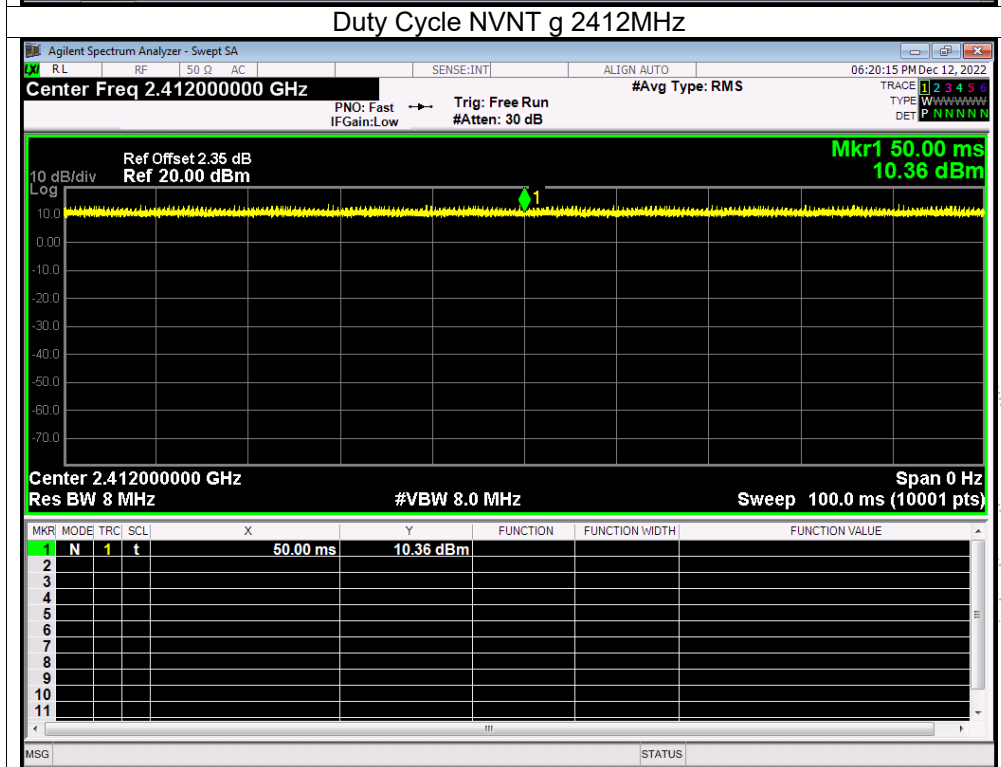 Duty Cycle NVNT g 2412MHz
Agilent Spectrum Analyzer - Swept SA
LXI RL RF 50 Ω AC SENSE:INT ALIGN AUTO 06:20:15 PM Dec 12, 2022
Center Freq 2.412000000 GHz #Avg Type: RMS TRACE 1 2 3 4 5 6
PNO: Fast Trig: Free Run TYPE W
IFGain:Low #Atten: 30 dB DET P N N N N N
Ref Offset 2.35 dB Mkr1 50.00 ms
10 dB/div Ref 20.00 dBm 10.36 dBm
Log
1
10.0
0.00
-10.0
-20.0
-30.0
-40.0
-50.0
-60.0
-70.0
Center 2.412000000 GHz Span 0 Hz
Res BW 8 MHz #VBW 8.0 MHz Sweep 100.0 ms (10001 pts)
MKR MODE TRC SCL X Y FUNCTION FUNCTION WIDTH FUNCTION VALUE
1 N 1 t 50.00 ms 10.36 dBm
2
3
4
5
6
7
8
9
10
11
MSG STATUS